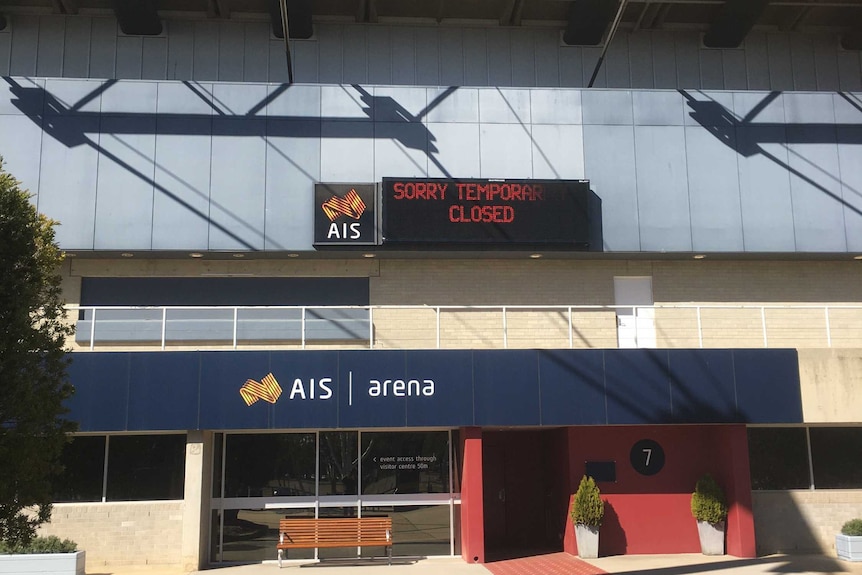 AIS
SORRY TEMPORAR
CLOSED
AIS | arena
< event access through
visitor centre 50m
7